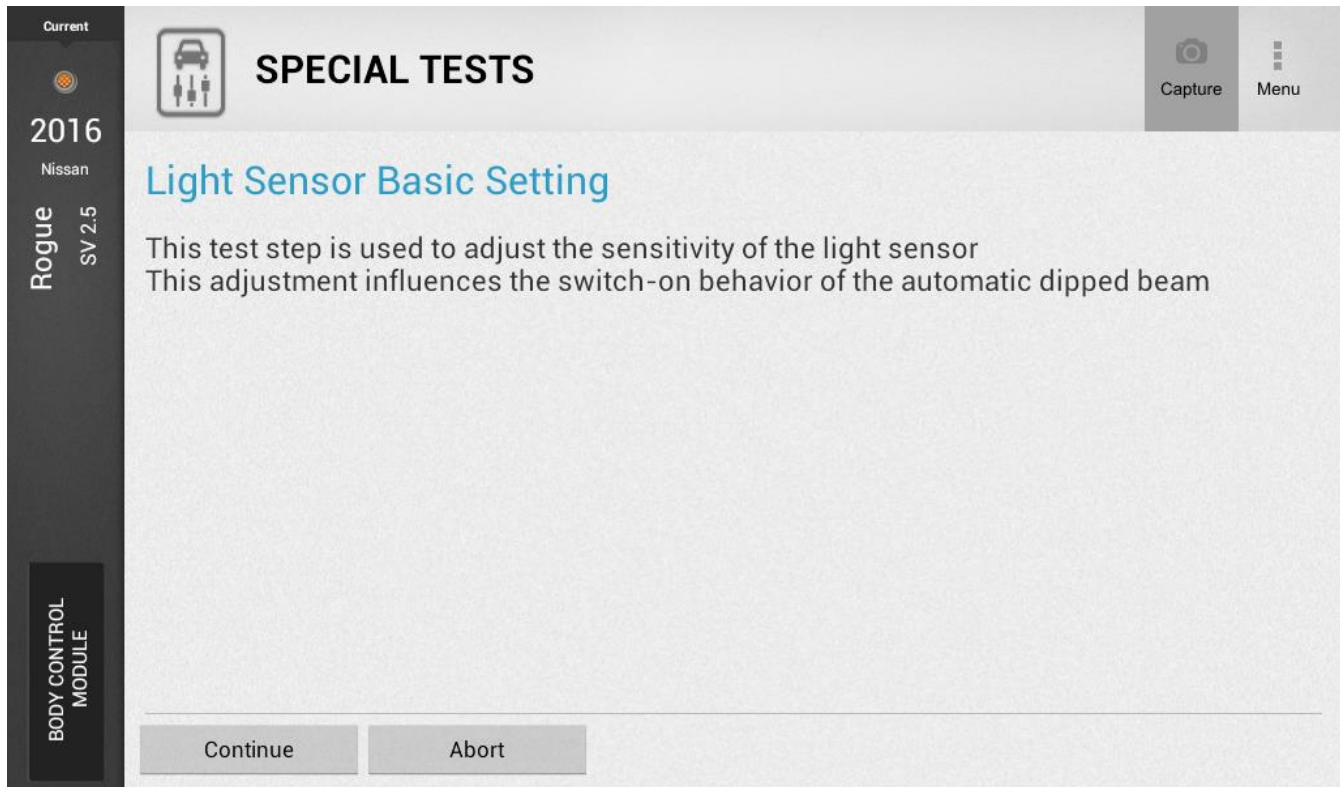 Current
2016
Nissan
Rogue
SV 2.5
BODY CONTROL
MODULE
SPECIAL TESTS
Capture
Menu
Light Sensor Basic Setting
This test step is used to adjust the sensitivity of the light sensor
This adjustment influences the switch-on behavior of the automatic dipped beam
Continue
Abort